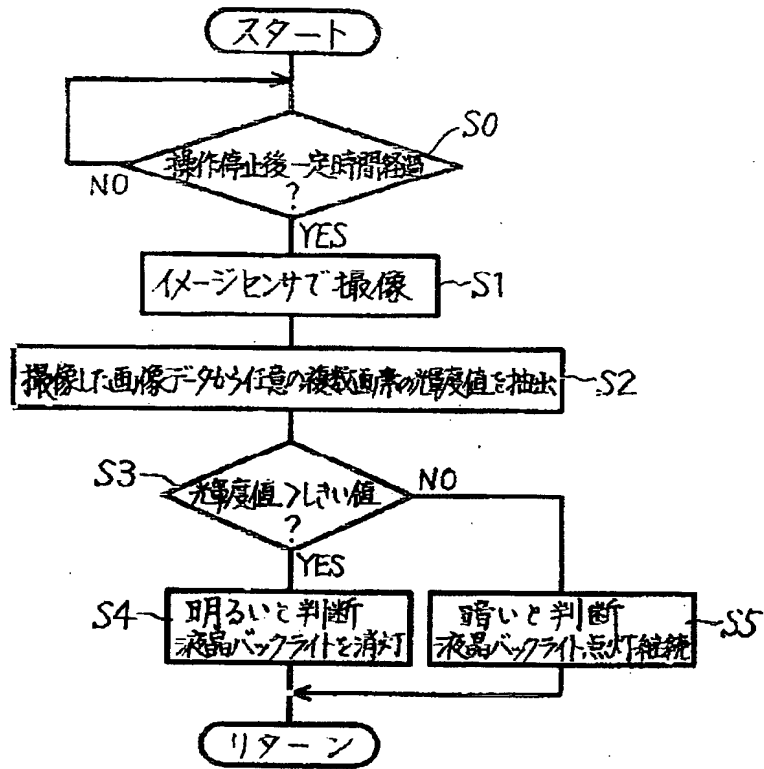 スタート
操作停止後一定時間経過
?
S0
NO
YES
イメージセンサで撮像
S1
撮像した画像データから任意の複数画素の輝度値を抽出
S2
S3
輝度値>しきい値
?
NO
YES
S4
明るいと判断
液晶バックライトを消灯
暗いと判断
液晶バックライト点灯継続
S5
リターン